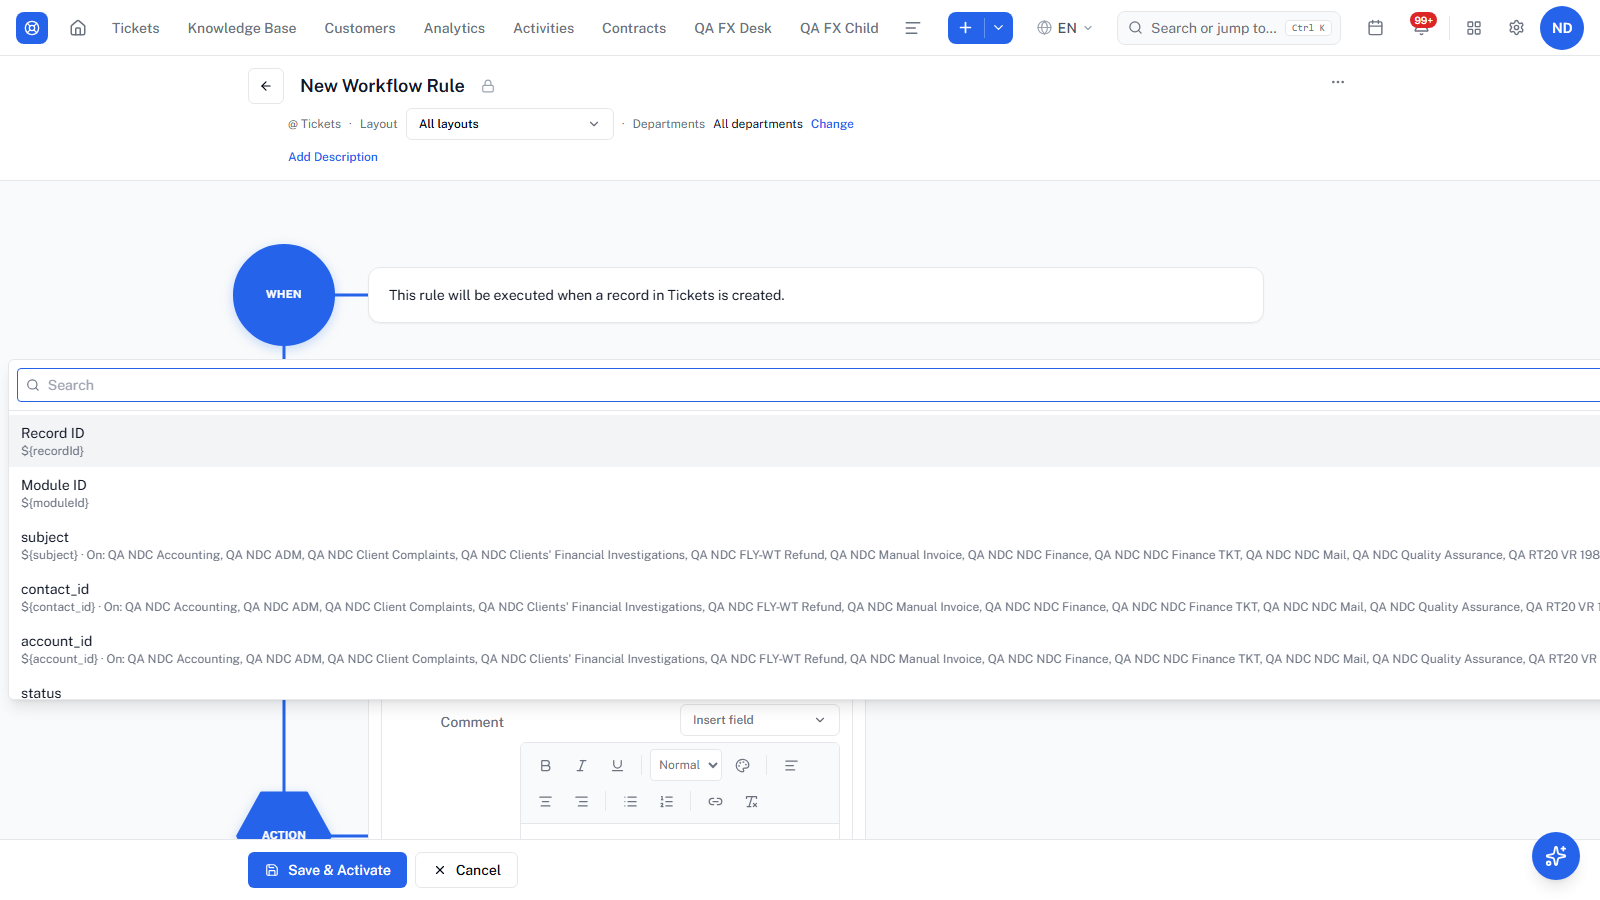 Tickets Knowledge Base Customers Analytics Activities Contracts QA FX Desk QA FX Child EN Search or jump to... Ctrl K 99+ ND
New Workflow Rule
@ Tickets · Layout All layouts · Departments All departments Change
Add Description
WHEN
This rule will be executed when a record in Tickets is created.
Search
Record ID
${recordId}
Module ID
${moduleId}
subject
${subject} · On: QA NDC Accounting, QA NDC ADM, QA NDC Client Complaints, QA NDC Clients' Financial Investigations, QA NDC FLY-WT Refund, QA NDC Manual Invoice, QA NDC NDC Finance, QA NDC NDC Finance TKT, QA NDC NDC Mail, QA NDC Quality Assurance, QA RT20 VR 198
contact_id
${contact_id} · On: QA NDC Accounting, QA NDC ADM, QA NDC Client Complaints, QA NDC Clients' Financial Investigations, QA NDC FLY-WT Refund, QA NDC Manual Invoice, QA NDC NDC Finance, QA NDC NDC Finance TKT, QA NDC NDC Mail, QA NDC Quality Assurance, QA RT20 VR 1
account_id
${account_id} · On: QA NDC Accounting, QA NDC ADM, QA NDC Client Complaints, QA NDC Clients' Financial Investigations, QA NDC FLY-WT Refund, QA NDC Manual Invoice, QA NDC NDC Finance, QA NDC NDC Finance TKT, QA NDC NDC Mail, QA NDC Quality Assurance, QA RT20 VR
status
Comment Insert field
Normal
ACTION
Save & Activate Cancel